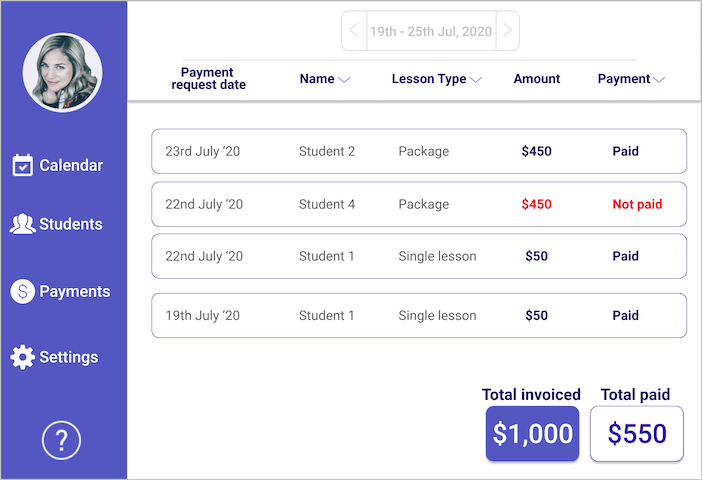 19th - 25th Jul, 2020
Payment request date Name Lesson Type Amount Payment
23rd July ‘20 Student 2 Package $450 Paid
22nd July ‘20 Student 4 Package $450 Not paid
22nd July ‘20 Student 1 Single lesson $50 Paid
19th July ‘20 Student 1 Single lesson $50 Paid
Calendar
Students
$ Payments
Settings
?
Total invoiced Total paid
$1,000 $550